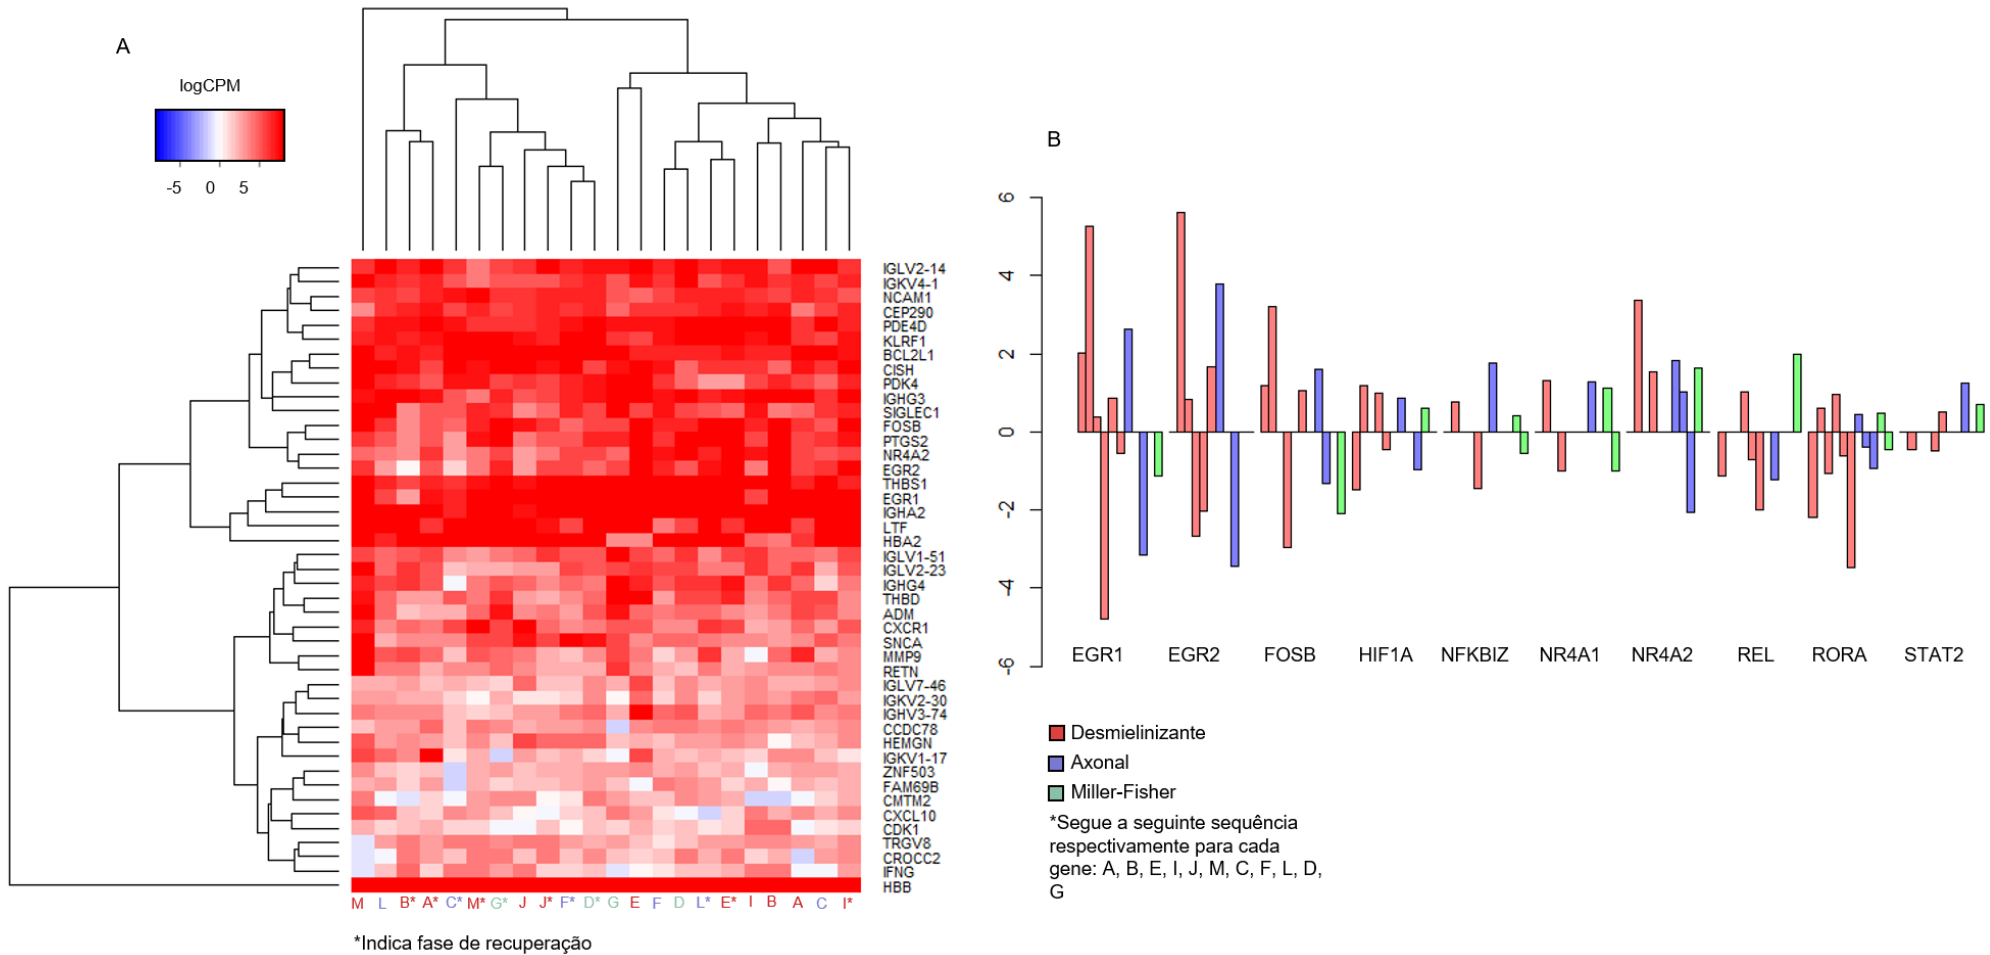 A
logCPM
-5 0 5
IGLV2-14
IGKV4-1
NCAM1
CEP290
PDE4D
KLRF1
BCL2L1
CISH
PDK4
IGHG3
SIGLEC1
FOSB
PTGS2
NR4A2
EGR2
THBS1
EGR1
IGHA2
LTF
HBA2
IGLV1-51
IGLV2-23
IGHG4
THBD
ADM
CXCR1
SNCA
MMP9
RETN
IGLV7-46
IGKV2-30
IGHV3-74
CCDC78
HEMGN
IGKV1-17
ZNF503
FAM69B
CMTM2
CXCL10
CDK1
TRGV8
CROCC2
IFNG
HBB
M L B* A* C* M* G* J J* F* D* G E F D L* E* I B A C I*
*Indica fase de recuperação
B
6
4
2
0
-2
-4
-6
EGR1 EGR2 FOSB HIF1A NFKBIZ NR4A1 NR4A2 REL RORA STAT2
Desmielinizante
Axonal
Miller-Fisher
*Segue a seguinte sequência
respectivamente para cada
gene: A, B, E, I, J, M, C, F, L, D,
G